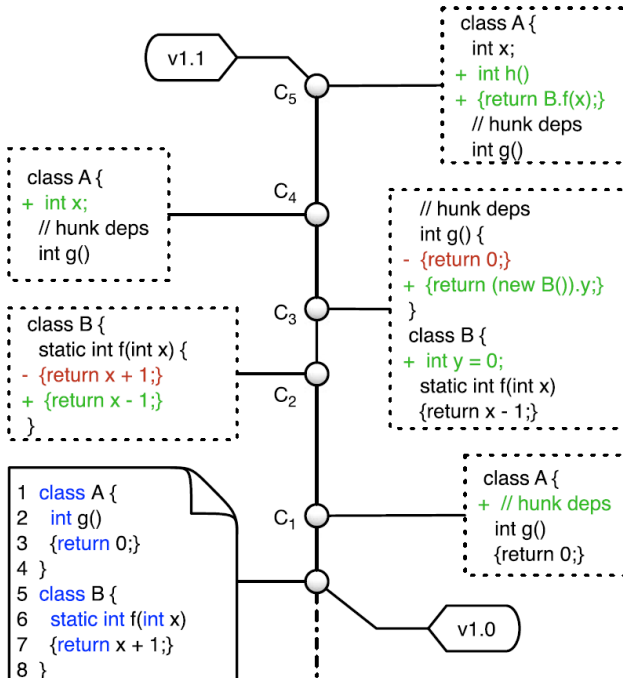 v1.1
C5
class A {
int x;
+ int h()
+ {return B.f(x);}
// hunk deps
int g()
class A {
+ int x;
// hunk deps
int g()
C4
// hunk deps
int g() {
- {return 0;}
+ {return (new B()).y;}
}
class B {
+ int y = 0;
static int f(int x)
{return x - 1;}
C3
class B {
static int f(int x) {
- {return x + 1;}
+ {return x - 1;}
}
C2
class A {
+ // hunk deps
int g()
{return 0;}
C1
1 class A {
2 int g()
3 {return 0;}
4 }
5 class B {
6 static int f(int x)
7 {return x + 1;}
8 }
v1.0